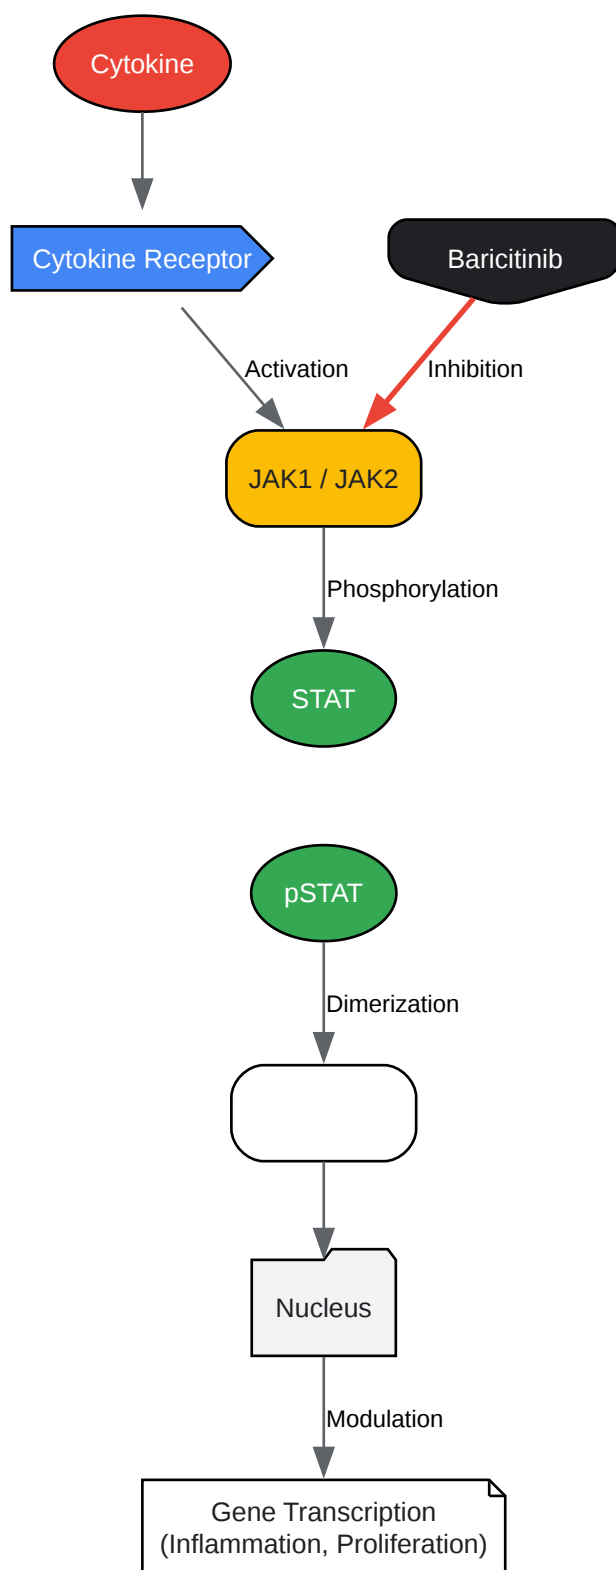 Cytokine
Cytokine Receptor
Baricitinib
Activation
Inhibition
JAK1 / JAK2
Phosphorylation
STAT
pSTAT
Dimerization
Nucleus
Modulation
Gene Transcription
(Inflammation, Proliferation)